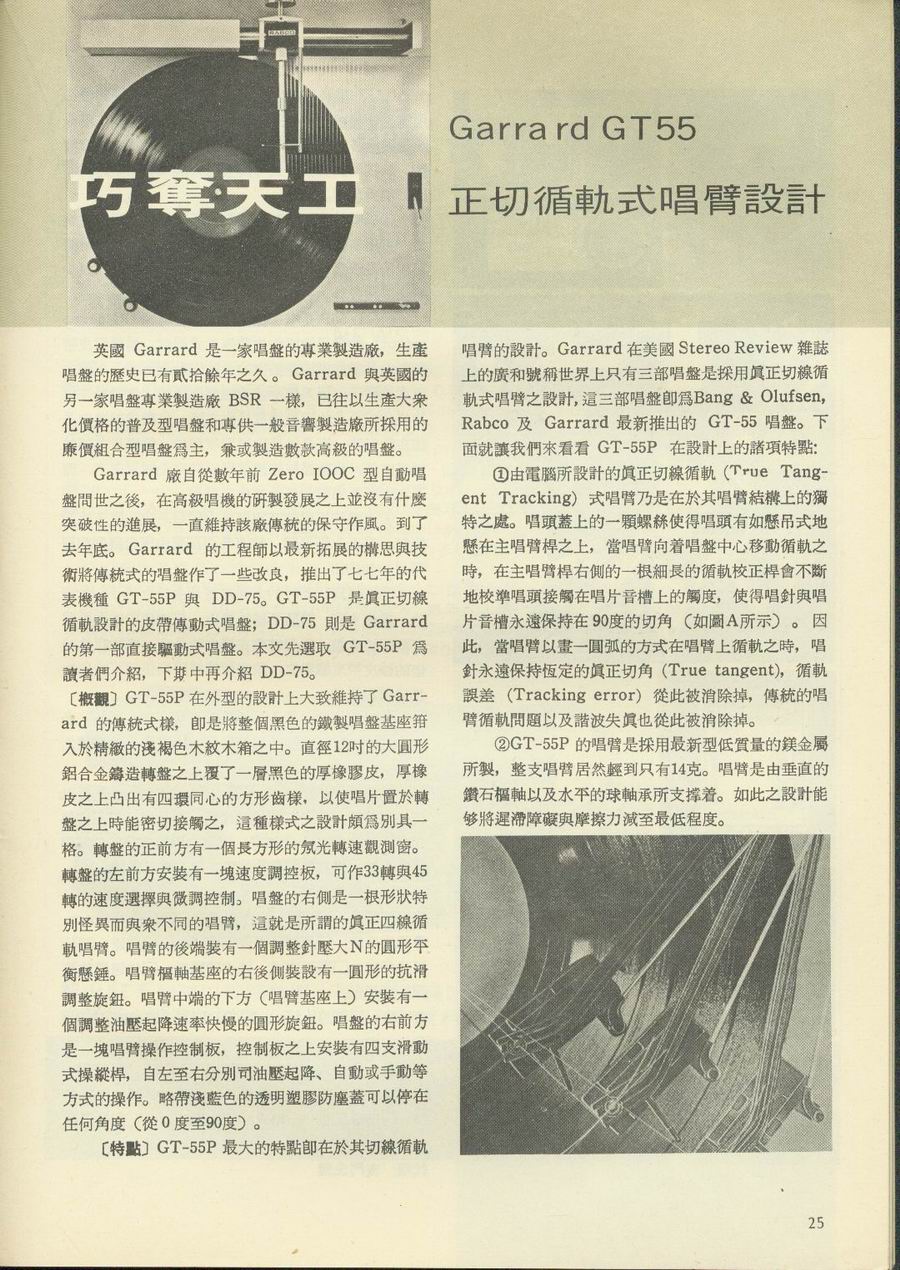 RABCO
巧奪天工
Garrard GT55
正切循軌式唱臂設計
英國 Garrard 是一家唱盤的專業製造廠，生產
唱盤的歷史已有貳拾餘年之久。 Garrard 與英國的
另一家唱盤專業製造廠 BSR 一樣，已往以生產大衆
化價格的普及型唱盤和專供一般音響製造廠所採用的
廉價組合型唱盤爲主，兼或製造數款高級的唱盤。
Garrard 廠自從數年前 Zero IOOC 型自動唱
盤問世之後，在高級唱機的硏製發展之上並沒有什麼
突破性的進展，一直維持該廠傳統的保守作風。到了
去年底。 Garrard 的工程師以最新拓展的構思與技
術將傳統式的唱盤作了一些改良，推出了七七年的代
表機種 GT-55P 與 DD-75。GT-55P 是眞正切線
循軌設計的皮帶傳動式唱盤；DD-75 則是 Garrard
的第一部直接驅動式唱盤。本文先選取 GT-55P 爲
讀者們介紹，下期中再介紹 DD-75。
〔概觀〕GT-55P 在外型的設計上大致維持了 Garr-
ard 的傳統式樣，卽是將整個黑色的鐵製唱盤基座箝
入於精緻的淺褐色木紋木箱之中。直徑12吋的大圓形
鋁合金鑄造轉盤之上覆了一層黑色的厚橡膠皮，厚橡
皮之上凸出有四環同心的方形齒樣，以使唱片置於轉
盤之上時能密切接觸之，這種樣式之設計頗爲別具一
格。轉盤的正前方有一個長方形的氖光轉速觀測窗。
轉盤的左前方安裝有一塊速度調控板，可作33轉與45
轉的速度選擇與微調控制。唱盤的右側是一根形狀特
別怪異而與衆不同的唱臂，這就是所謂的眞正四線循
軌唱臂。唱臂的後端裝有一個調整針壓大N的圓形平
衡懸錘。唱臂樞軸基座的右後側裝設有一圓形的抗滑
調整旋鈕。唱臂中端的下方（唱臂基座上）安裝有一
個調整油壓起降速率快慢的圓形旋鈕。唱盤的右前方
是一塊唱臂操作控制板，控制板之上安裝有四支滑動
式操縱桿，自左至右分別司油壓起降、自動或手動等
方式的操作。略帶淺藍色的透明塑膠防塵蓋可以停在
任何角度（從 0 度至90度）。
〔特點〕GT-55P 最大的特點卽在於其切線循軌
唱臂的設計。Garrard 在美國 Stereo Review 雜誌
上的廣和號稱世界上只有三部唱盤是採用眞正切線循
軌式唱臂之設計，這三部唱盤卽爲Bang & Olufsen,
Rabco 及 Garrard 最新推出的 GT-55 唱盤。下
面就讓我們來看看 GT-55P 在設計上的諸項特點：
①由電腦所設計的眞正切線循軌（True Tang-
ent Tracking）式唱臂乃是在於其唱臂結構上的獨
特之處。唱頭蓋上的一顆螺絲使得唱頭有如懸吊式地
懸在主唱臂桿之上，當唱臂向着唱盤中心移動循軌之
時，在主唱臂桿右側的一根細長的循軌校正桿會不斷
地校準唱頭接觸在唱片音槽上的觸度，使得唱針與唱
片音槽永遠保持在 90度的切角（如圖A所示）。 因
此，當唱臂以畫一圓弧的方式在唱臂上循軌之時，唱
針永遠保持恆定的眞正切角（True tangent)，循軌
誤差 （Tracking error）從此被消除掉，傳統的唱
臂循軌問題以及諧波失眞也從此被消除掉。
②GT-55P 的唱臂是採用最新型低質量的鎂金屬
所製，整支唱臂居然輕到只有14克。唱臂是由垂直的
鑽石樞軸以及水平的球軸承所支撐着。如此之設計能
够將遲滯障礙與摩擦力減至最低程度。
25